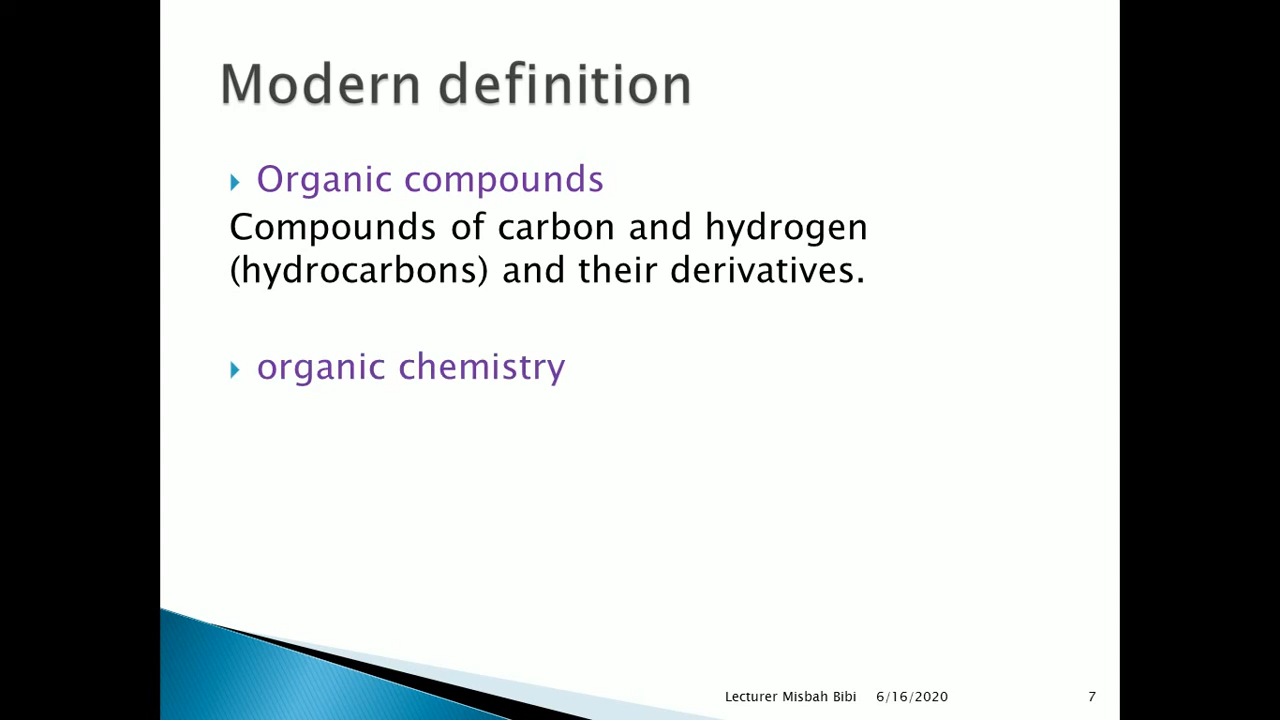 Modern definition
Organic compounds
Compounds of carbon and hydrogen
(hydrocarbons) and their derivatives.
organic chemistry
Lecturer Misbah Bibi 6/16/2020 7